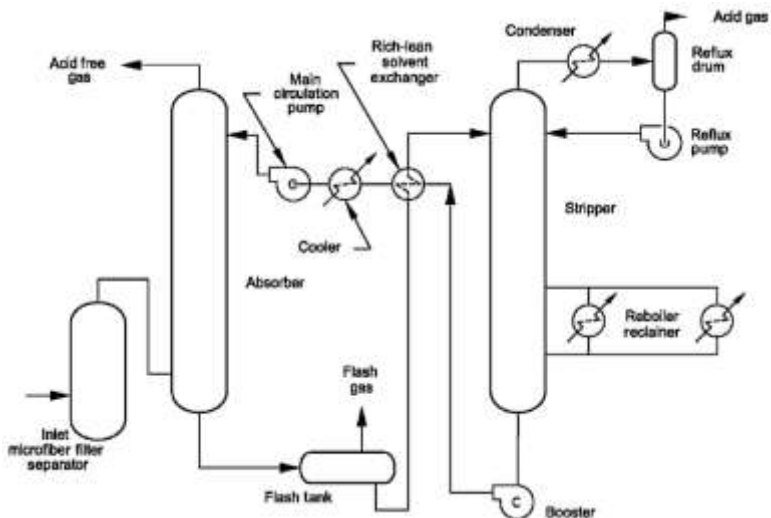 Acid gas
Condenser
Rich-lean
solvent
exchanger
Reflux
drum
Acid free
gas
Main
circulation
pump
Reflux
pump
Stripper
Cooler
Absorber
Reboiler
reclainer
Flash
gas
Inlet
microfiber filter
separator
Flash tank
C
Booster